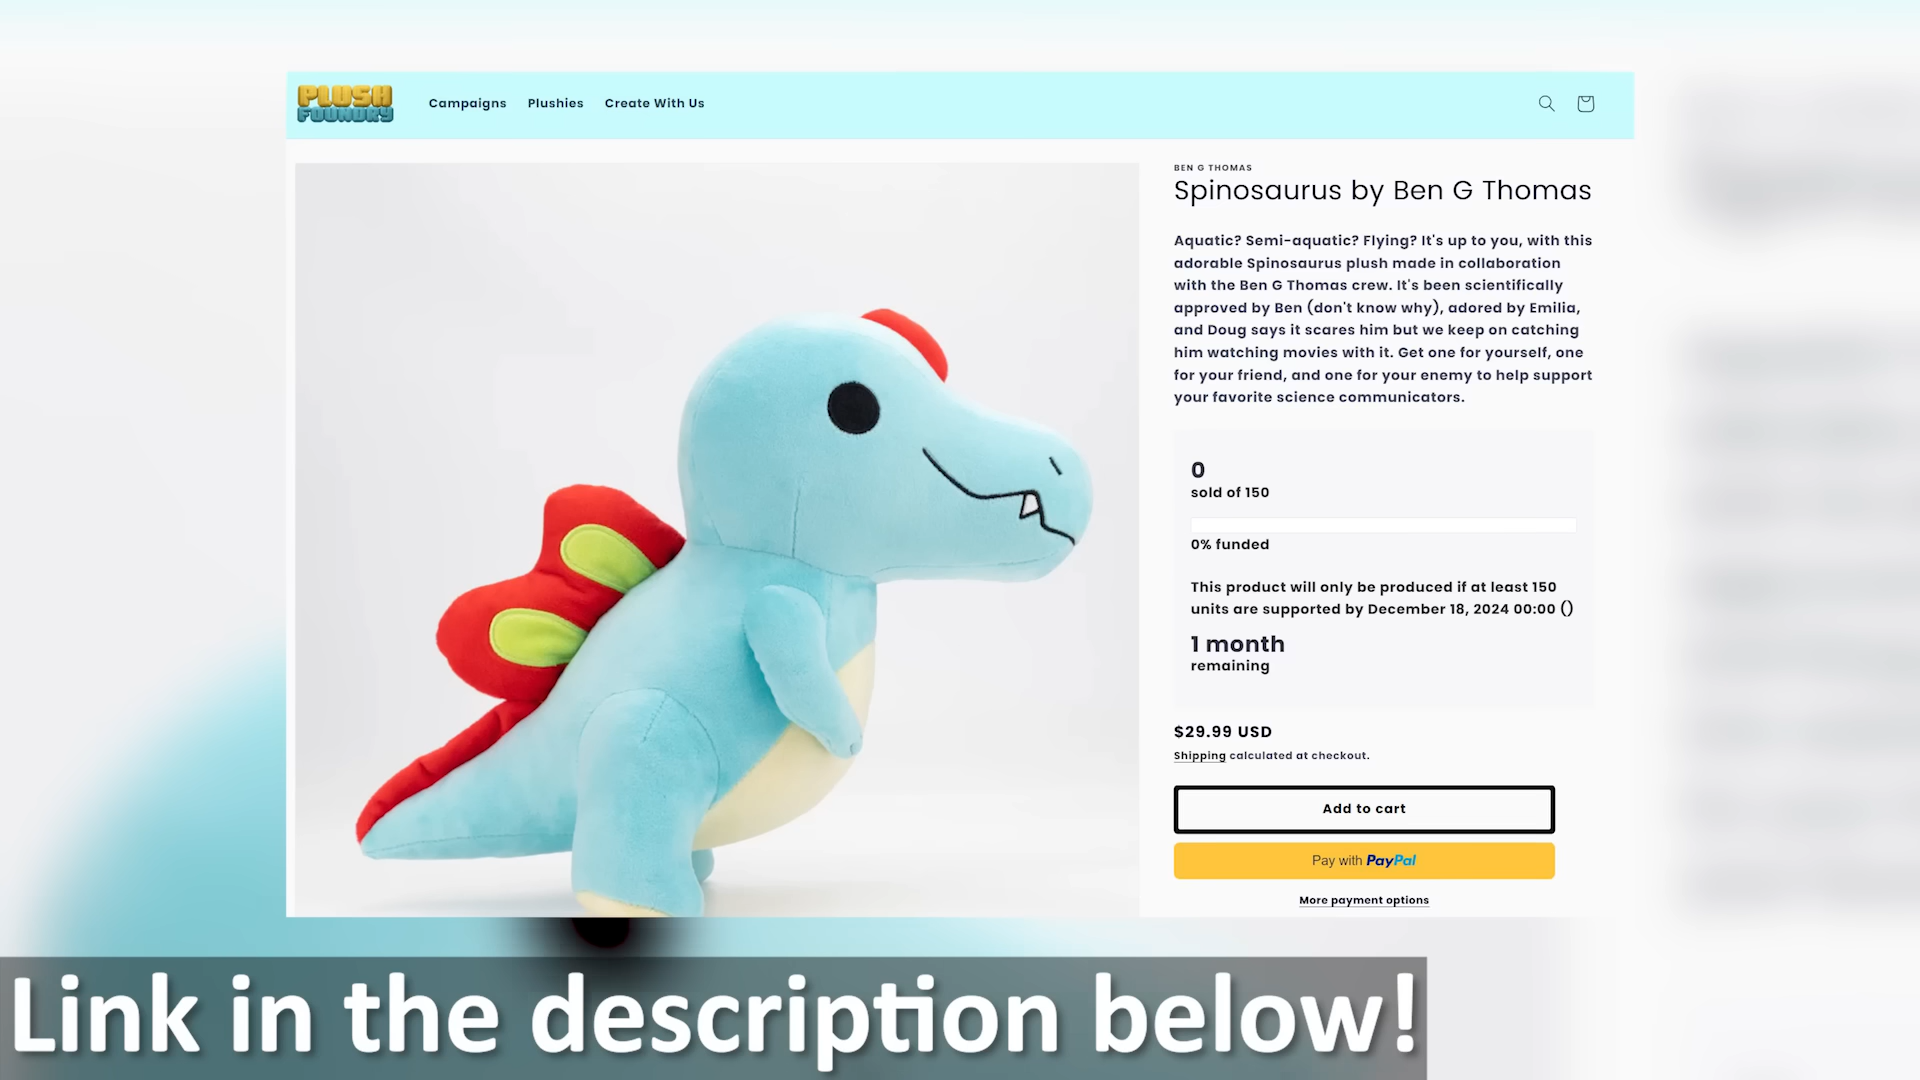 PLUSH
FOUNDRY
Campaigns
Plushies
Create With Us
BEN G THOMAS
Spinosaurus by Ben G Thomas
Aquatic? Semi-aquatic? Flying? It's up to you, with this
adorable Spinosaurus plush made in collaboration
with the Ben G Thomas crew. It's been scientifically
approved by Ben (don't know why), adored by Emilia,
and Doug says it scares him but we keep on catching
him watching movies with it. Get one for yourself, one
for your friend, and one for your enemy to help support
your favorite science communicators.
0
sold of 150
0% funded
This product will only be produced if at least 150
units are supported by December 18, 2024 00:00 ()
1 month
remaining
$29.99 USD
Shipping calculated at checkout.
Add to cart
Pay with PayPal
More payment options
Link in the description below!